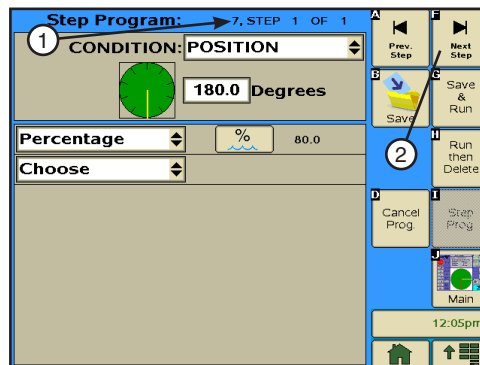 Step Program: 7, STEP 1 OF 1
1
CONDITION: POSITION
180.0 Degrees
Percentage % 80.0
Choose
A
Prev.
Step
F
Next
Step
B
Save
G
Save
&
Run
2
H
Run
then
Delete
D
Cancel
Prog.
I
Step
Prog
J
Main
12:05pm